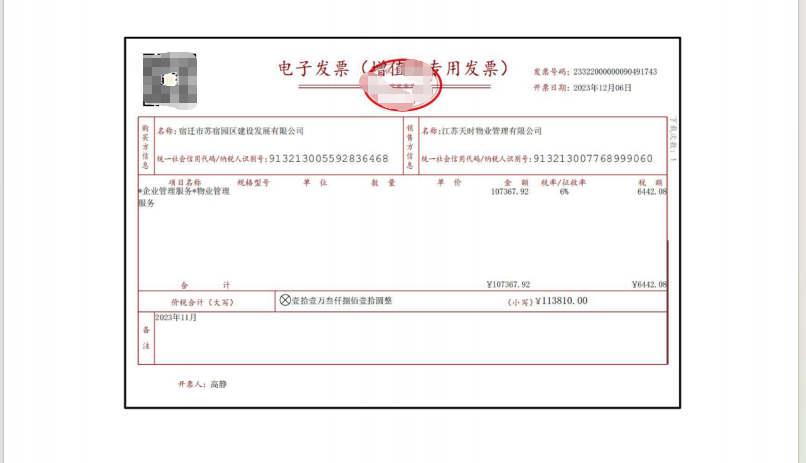 电子发票（增值 专用发票）
发票号码：23322000000090491743
开票日期：2023年12月06日
购买方信息
名称：宿迁市苏宿园区建设发展有限公司
统一社会信用代码/纳税人识别号：913213005592836468
销售方信息
名称：江苏天时物业管理有限公司
统一社会信用代码/纳税人识别号：913213007768999060
下载次数：1
项目名称 规格型号 单位 数量 单价 金额 税率/征收率 税额
*企业管理服务*物业管理 107367.92 6% 6442.08
服务
合计 ¥107367.92 ¥6442.08
价税合计（大写） ⊗壹拾壹万叁仟捌佰壹拾圆整 （小写）¥113810.00
备注
2023年11月
开票人：高静